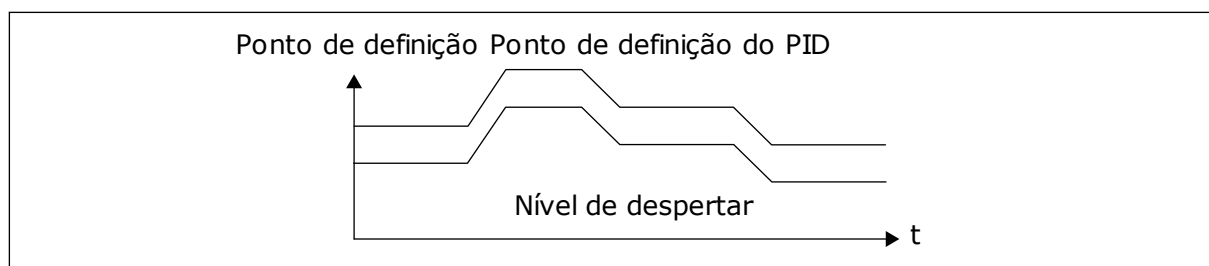 Ponto de definição Ponto de definição do PID
Nível de despertar
t